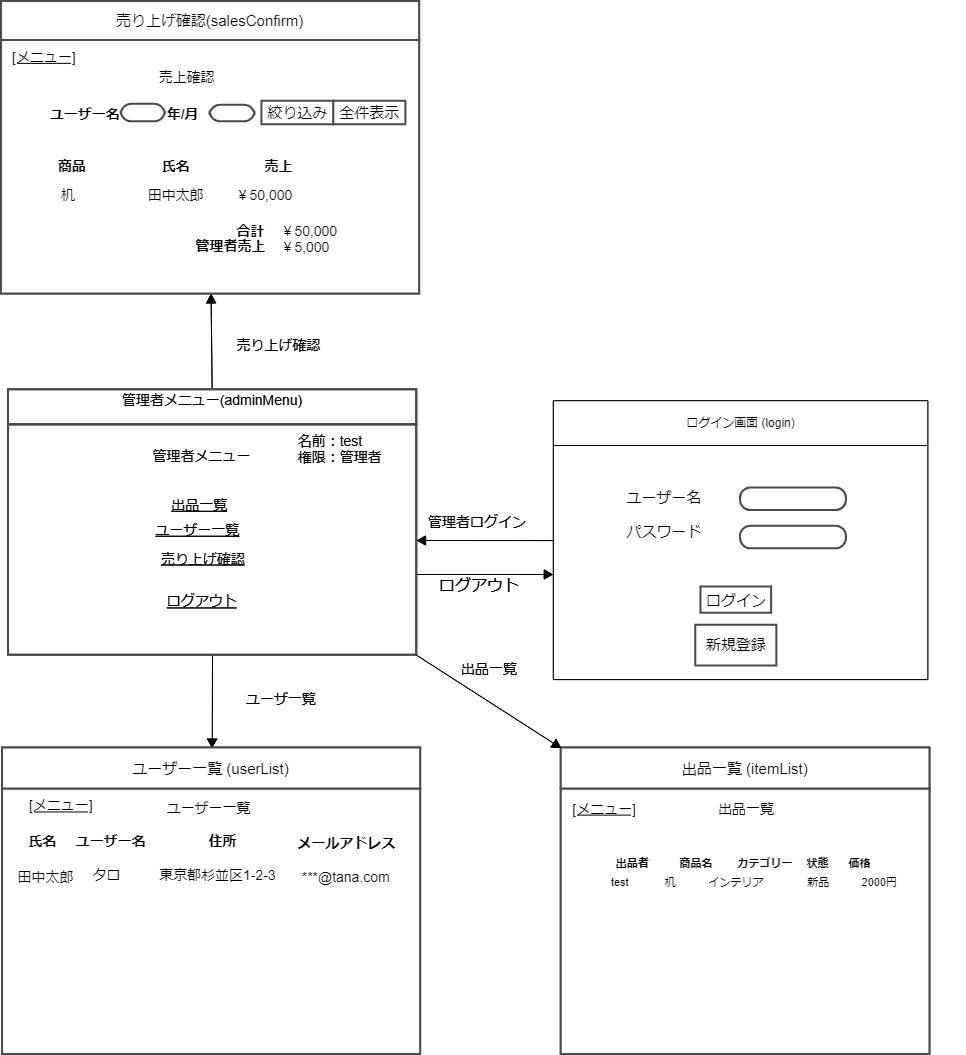 売り上げ確認(salesConfirm)
[メニュー]
売上確認
ユーザー名 年/月 絞り込み 全件表示
商品 氏名 売上
机 田中太郎 ¥50,000
合計 ¥50,000
管理者売上 ¥5,000
売り上げ確認
管理者メニュー(adminMenu)
名前：test
権限：管理者
管理者メニュー
出品一覧
ユーザー一覧
売り上げ確認
ログアウト
管理者ログイン
ログアウト
ログイン画面 (login)
ユーザー名
パスワード
ログイン
新規登録
出品一覧
ユーザ一覧
ユーザー一覧 (userList)
[メニュー]
ユーザー一覧
氏名 ユーザー名 住所 メールアドレス
田中太郎 タロ 東京都杉並区1-2-3 ***@tana.com
出品一覧 (itemList)
[メニュー]
出品一覧
出品者 商品名 カテゴリー 状態 価格
test 机 インテリア 新品 2000円